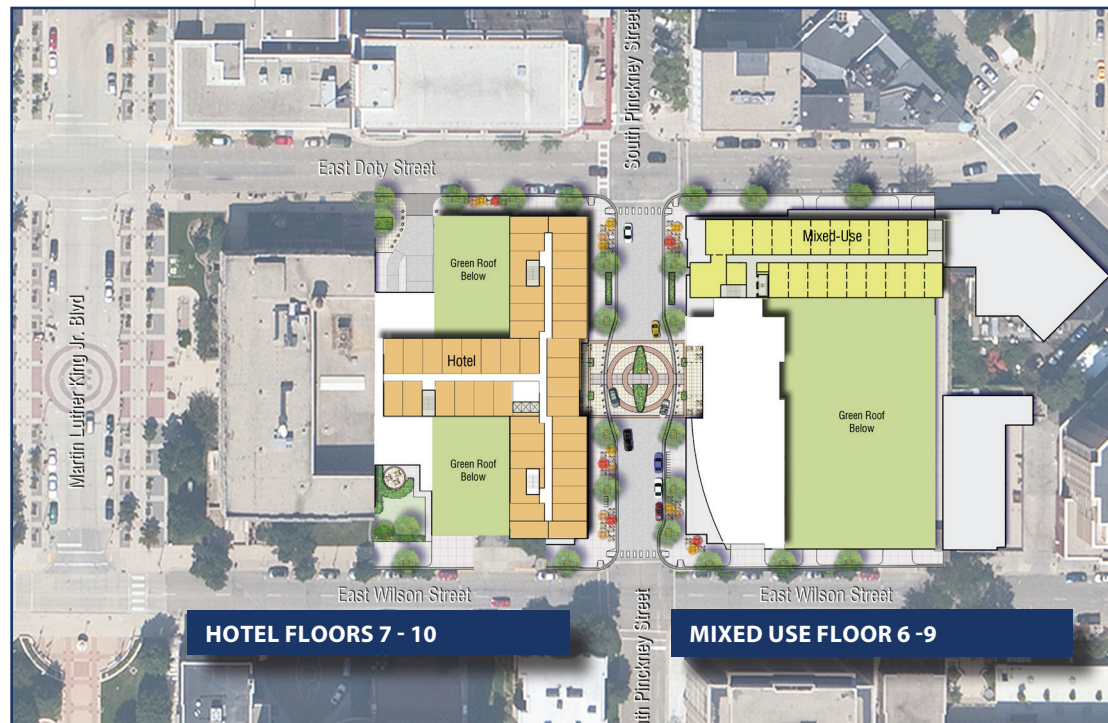 South Pinckney Street
East Doty Street
Mixed-Use
Green Roof
Below
Martin Luther King Jr. Blvd
Hotel
Green Roof
Below
Green Roof
Below
East Wilson Street
East Wilson Street
HOTEL FLOORS 7 - 10
MIXED USE FLOOR 6 -9
th Pinckney Street